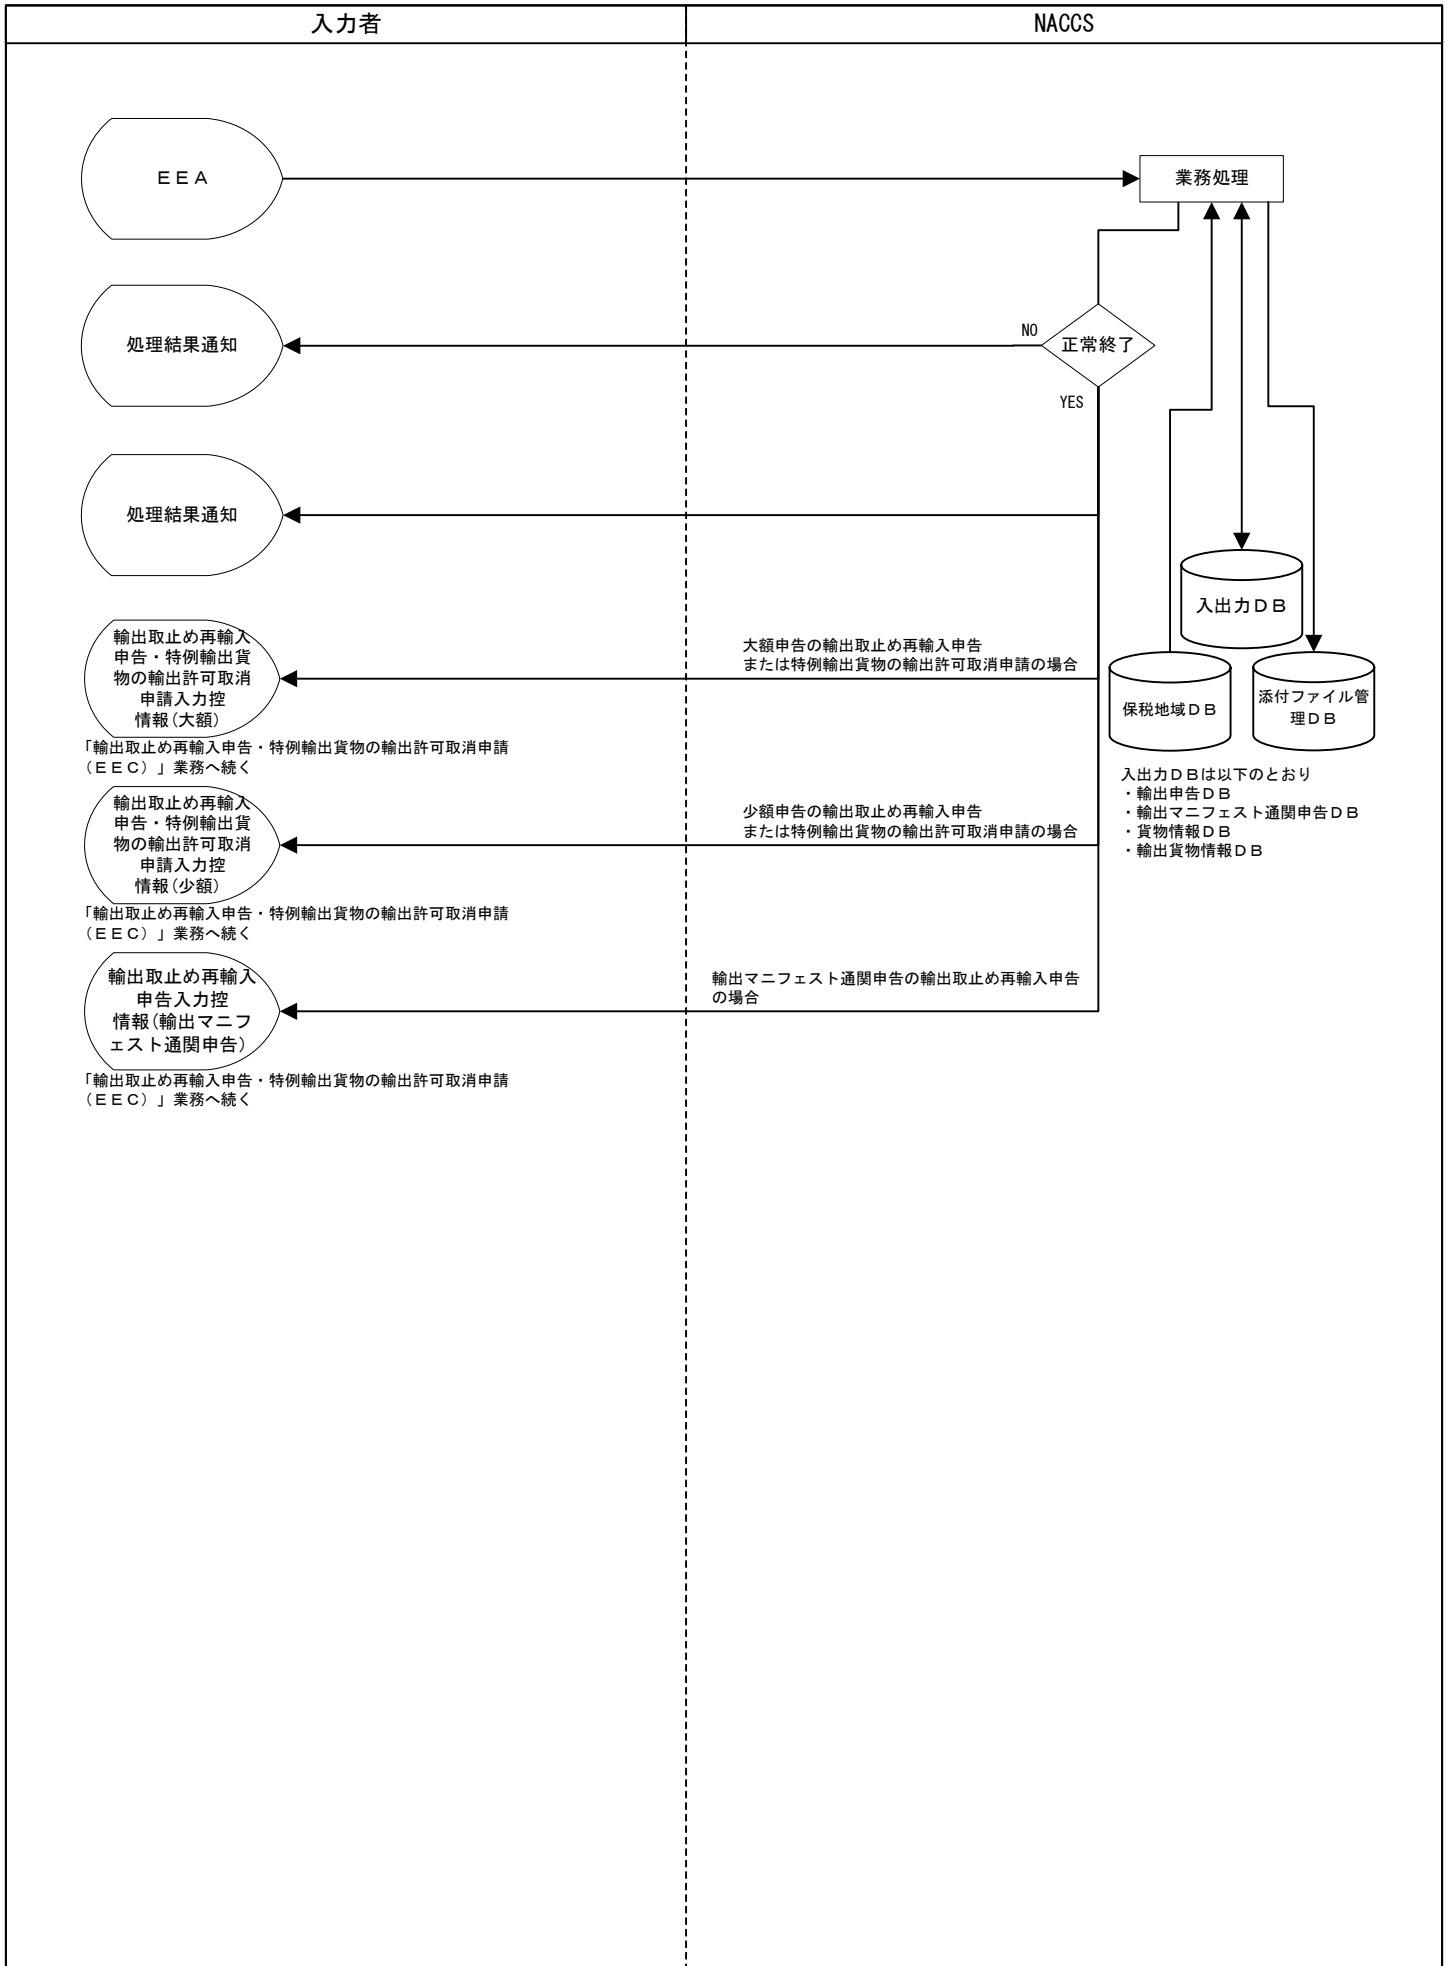 入力者
NACCS
ＥＥＡ
業務処理
処理結果通知
NO
正常終了
YES
処理結果通知
入出力ＤＢ
輸出取止め再輸入
申告・特例輸出貨
物の輸出許可取消
申請入力控
情報(大額)
大額申告の輸出取止め再輸入申告
または特例輸出貨物の輸出許可取消申請の場合
保税地域ＤＢ
添付ファイル管
理ＤＢ
「輸出取止め再輸入申告・特例輸出貨物の輸出許可取消申請
（ＥＥＣ）」業務へ続く
入出力ＤＢは以下のとおり
・輸出申告ＤＢ
・輸出マニフェスト通関申告ＤＢ
・貨物情報ＤＢ
・輸出貨物情報ＤＢ
輸出取止め再輸入
申告・特例輸出貨
物の輸出許可取消
申請入力控
情報(少額)
少額申告の輸出取止め再輸入申告
または特例輸出貨物の輸出許可取消申請の場合
「輸出取止め再輸入申告・特例輸出貨物の輸出許可取消申請
（ＥＥＣ）」業務へ続く
輸出取止め再輸入
申告入力控
情報(輸出マニフ
ェスト通関申告)
輸出マニフェスト通関申告の輸出取止め再輸入申告
の場合
「輸出取止め再輸入申告・特例輸出貨物の輸出許可取消申請
（ＥＥＣ）」業務へ続く